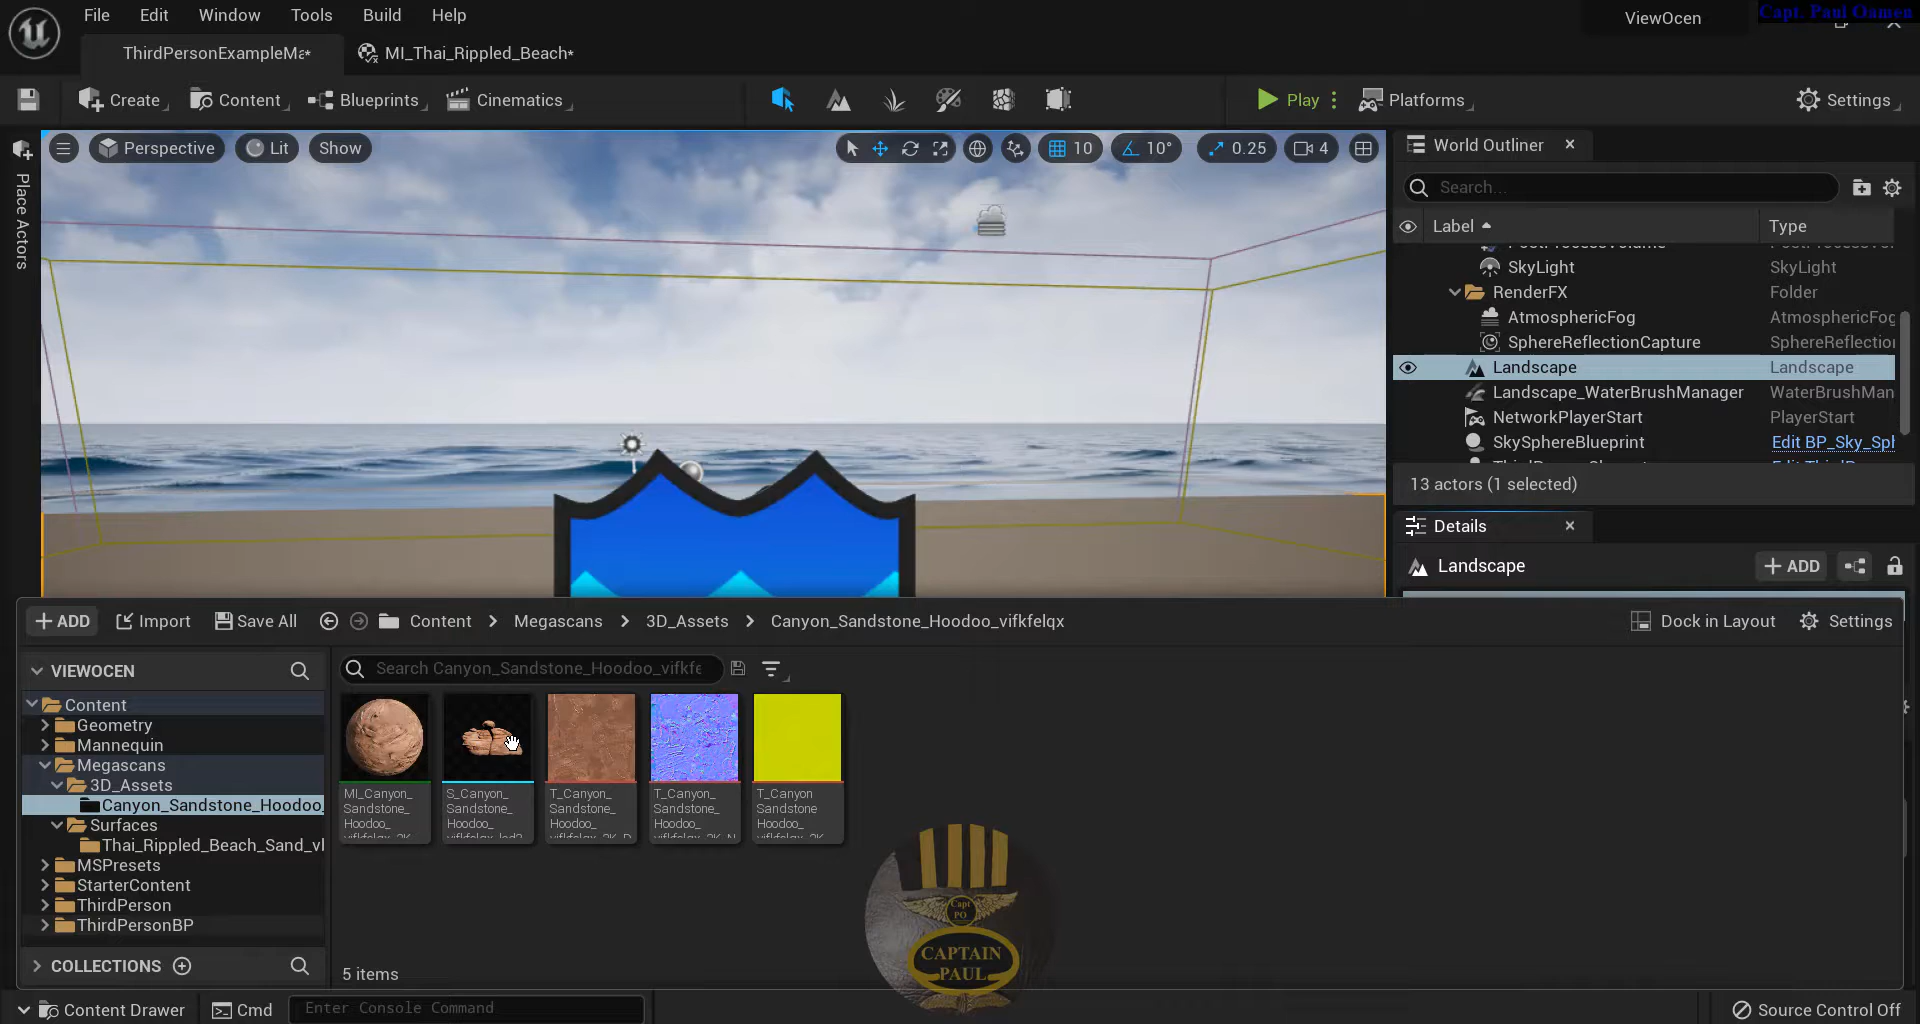 File Edit Window Tools Build Help
ViewOcen
Capt. Paul Oamen
ThirdPersonExampleMa*
MI_Thai_Rippled_Beach*
Create
Content
Blueprints
Cinematics
Play
Platforms
Settings
Place Actors
Perspective
Lit
Show
10
10°
0.25
4
World Outliner
Search...
Label
Type
SkyLight
SkyLight
RenderFX
Folder
AtmosphericFog
AtmosphericFog
SphereReflectionCapture
SphereReflection
Landscape
Landscape
Landscape_WaterBrushManager
WaterBrushMan
NetworkPlayerStart
PlayerStart
SkySphereBlueprint
Edit BP_Sky_Sph
13 actors (1 selected)
Details
Landscape
+ ADD
+ ADD
Import
Save All
Content > Megascans > 3D_Assets > Canyon_Sandstone_Hoodoo_vifkfelqx
Dock in Layout
Settings
VIEWOCEN
Search Canyon_Sandstone_Hoodoo_vifkfe
Content
Geometry
Mannequin
Megascans
3D_Assets
Canyon_Sandstone_Hoodoo_
Surfaces
Thai_Rippled_Beach_Sand_vl
MSPresets
StarterContent
ThirdPerson
ThirdPersonBP
COLLECTIONS
MI_Canyon_
Sandstone_
Hoodoo_
S_Canyon_
Sandstone_
Hoodoo_
T_Canyon_
Sandstone_
Hoodoo_
T_Canyon_
Sandstone_
Hoodoo_
T_Canyon
Sandstone
Hoodoo_
5 items
Capt
PO
CAPTAIN
PAUL
Content Drawer
Cmd
Enter Console Command
Source Control Off